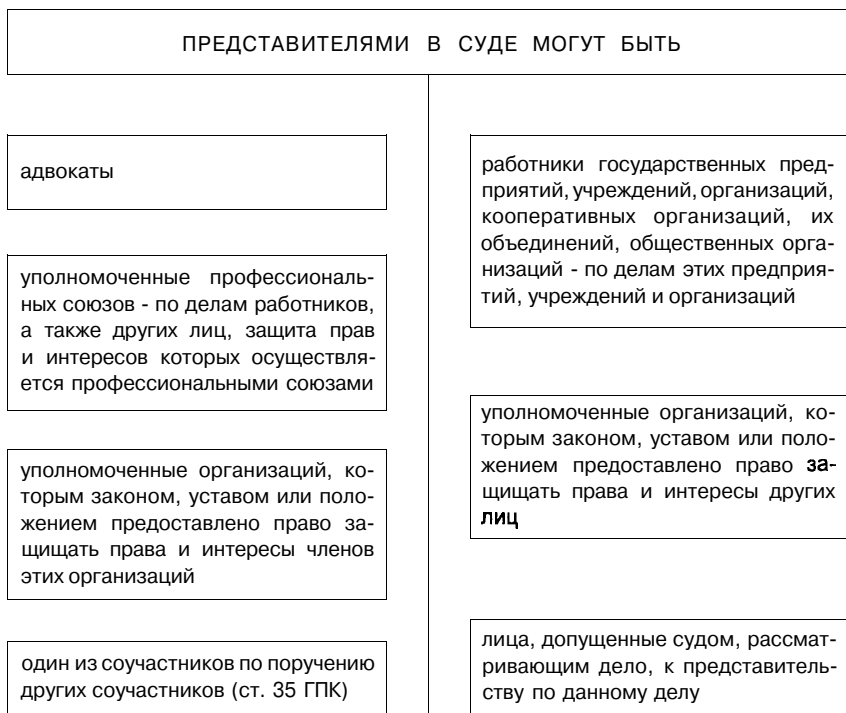 ПРЕДСТАВИТЕЛЯМИ В СУДЕ МОГУТ БЫТЬ
адвокаты
уполномоченные профессиональ-
ных союзов - по делам работников,
а также других лиц, защита прав
и интересов которых осуществля-
ется профессиональными союзами
уполномоченные организаций, ко-
торым законом, уставом или поло-
жением предоставлено право за-
щищать права и интересы членов
этих организаций
один из соучастников по поручению
других соучастников (ст. 35 ГПК)
работники государственных пред-
приятий, учреждений, организаций,
кооперативных организаций, их
объединений, общественных орга-
низаций - по делам этих предприя-
тий, учреждений и организаций
уполномоченные организаций, ко-
торым законом, уставом или поло-
жением предоставлено право за-
щищать права и интересы других
лиц
лица, допущенные судом, рассмат-
ривающим дело, к представитель-
ству по данному делу